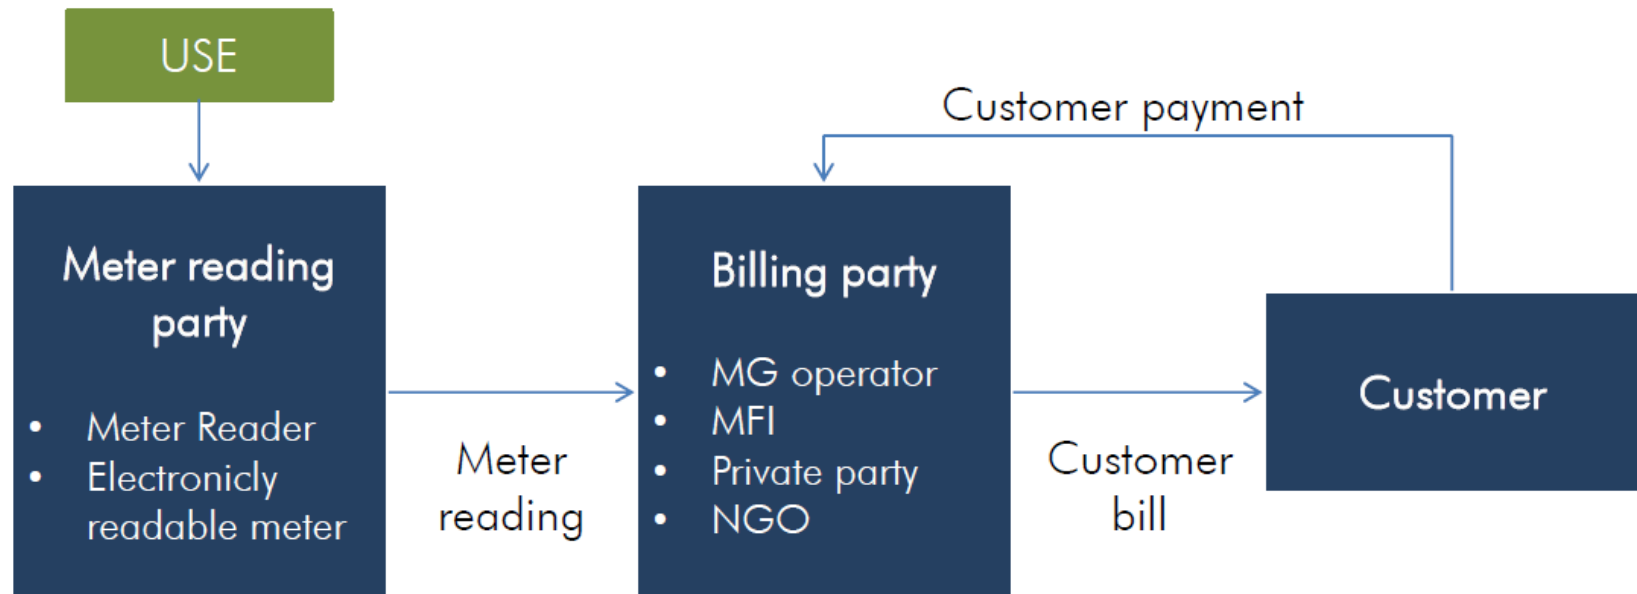 USE
Customer payment
Meter reading
party
• Meter Reader
• Electronicly
readable meter
Meter
reading
Billing party
• MG operator
• MFI
• Private party
• NGO
Customer
bill
Customer